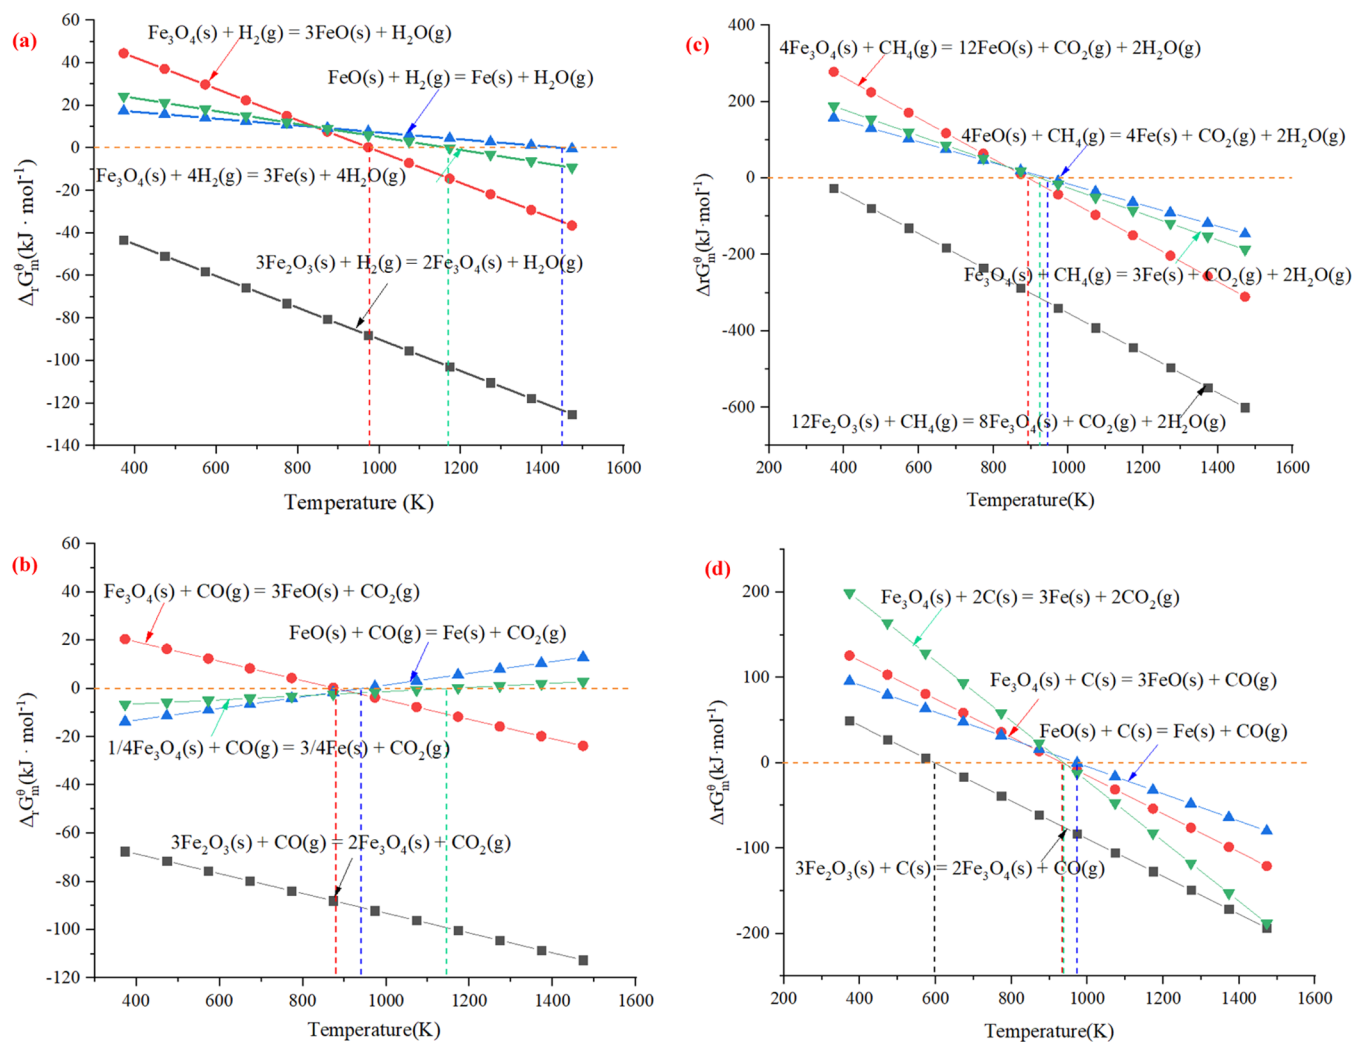 (a)
60
40
20
0
-20
-40
-60
-80
-100
-120
-140
ΔrGmθ(kJ · mol-1)
Fe3O4(s) + H2(g) = 3FeO(s) + H2O(g)
FeO(s) + H2(g) = Fe(s) + H2O(g)
Fe3O4(s) + 4H2(g) = 3Fe(s) + 4H2O(g)
3Fe2O3(s) + H2(g) = 2Fe3O4(s) + H2O(g)
400 600 800 1000 1200 1400 1600
Temperature (K)
(c)
400
200
0
-200
-400
-600
ΔrGmθ(kJ·mol-1)
4Fe3O4(s) + CH4(g) = 12FeO(s) + CO2(g) + 2H2O(g)
4FeO(s) + CH4(g) = 4Fe(s) + CO2(g) + 2H2O(g)
Fe3O4(s) + CH4(g) = 3Fe(s) + CO2(g) + 2H2O(g)
12Fe2O3(s) + CH4(g) = 8Fe3O4(s) + CO2(g) + 2H2O(g)
200 400 600 800 1000 1200 1400 1600
Temperature(K)
(b)
60
40
20
0
-20
-40
-60
-80
-100
-120
ΔrGmθ(kJ · mol-1)
Fe3O4(s) + CO(g) = 3FeO(s) + CO2(g)
FeO(s) + CO(g) = Fe(s) + CO2(g)
1/4Fe3O4(s) + CO(g) = 3/4Fe(s) + CO2(g)
3Fe2O3(s) + CO(g) = 2Fe3O4(s) + CO2(g)
400 600 800 1000 1200 1400 1600
Temperature(K)
(d)
200
100
0
-100
-200
ΔrGmθ(kJ·mol-1)
Fe3O4(s) + 2C(s) = 3Fe(s) + 2CO2(g)
Fe3O4(s) + C(s) = 3FeO(s) + CO(g)
FeO(s) + C(s) = Fe(s) + CO(g)
3Fe2O3(s) + C(s) = 2Fe3O4(s) + CO(g)
200 400 600 800 1000 1200 1400 1600
Temperature(K)